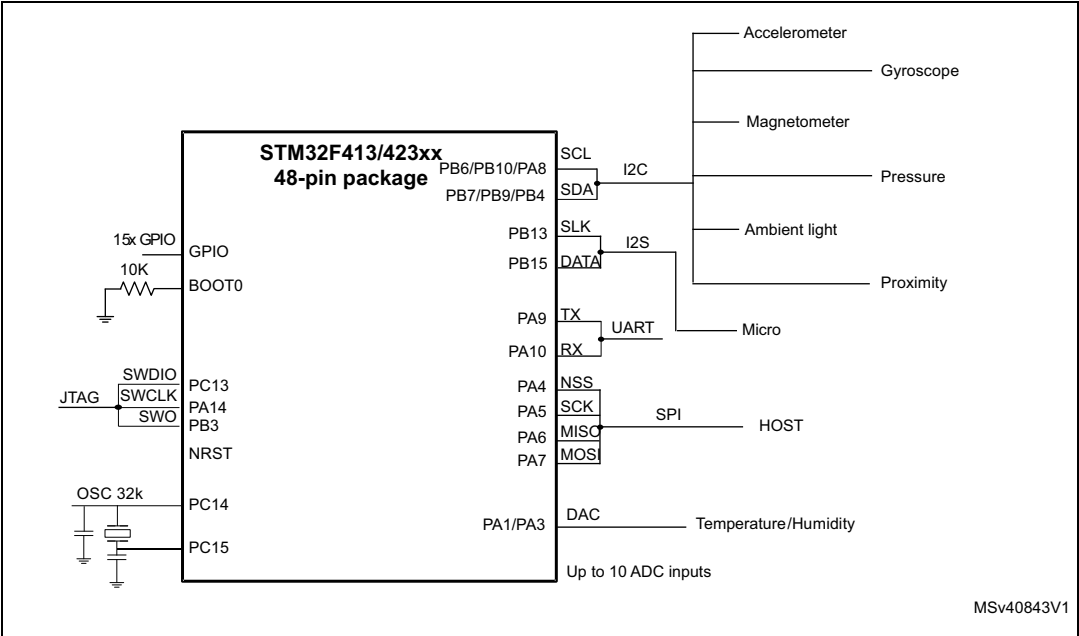 Accelerometer
Gyroscope
Magnetometer
Pressure
Ambient light
Proximity
Micro
STM32F413/423xx
48-pin package
15x GPIO
GPIO
10K
BOOT0
JTAG
SWDIO
SWCLK
SWO
PC13
PA14
PB3
NRST
OSC 32k
PC14
PC15
PB6/PB10/PA8
SCL
PB7/PB9/PB4
SDA
I2C
PB13
SLK
PB15
DATA
I2S
PA9
TX
PA10
RX
UART
PA4
NSS
PA5
SCK
PA6
MISO
PA7
MOSI
SPI
HOST
PA1/PA3
DAC
Temperature/Humidity
Up to 10 ADC inputs
MSv40843V1